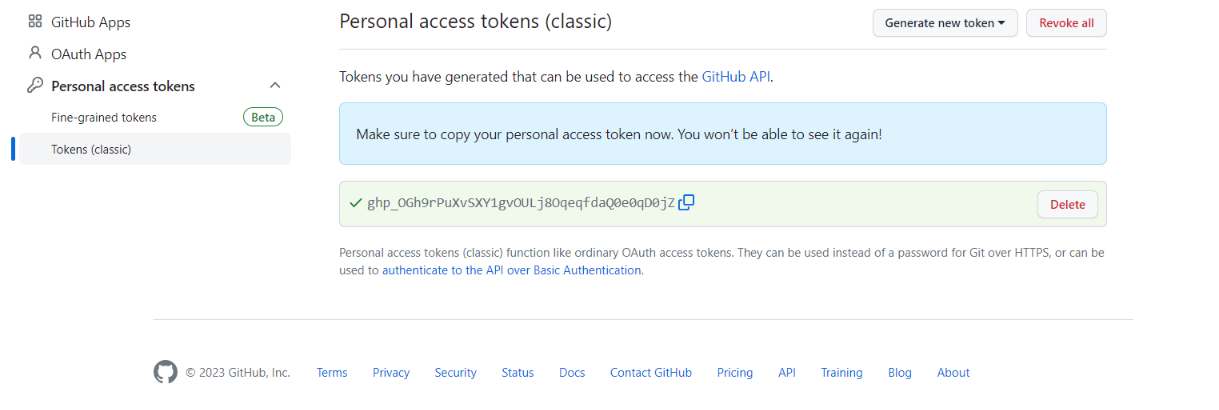 GitHub Apps
OAuth Apps
Personal access tokens
Fine-grained tokens Beta
Tokens (classic)
Personal access tokens (classic)
Generate new token
Revoke all
Tokens you have generated that can be used to access the GitHub API.
Make sure to copy your personal access token now. You won’t be able to see it again!
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
Delete
Personal access tokens (classic) function like ordinary OAuth access tokens. They can be used instead of a password for Git over HTTPS, or can be
used to authenticate to the API over Basic Authentication.
© 2023 GitHub, Inc. Terms Privacy Security Status Docs Contact GitHub Pricing API Training Blog About